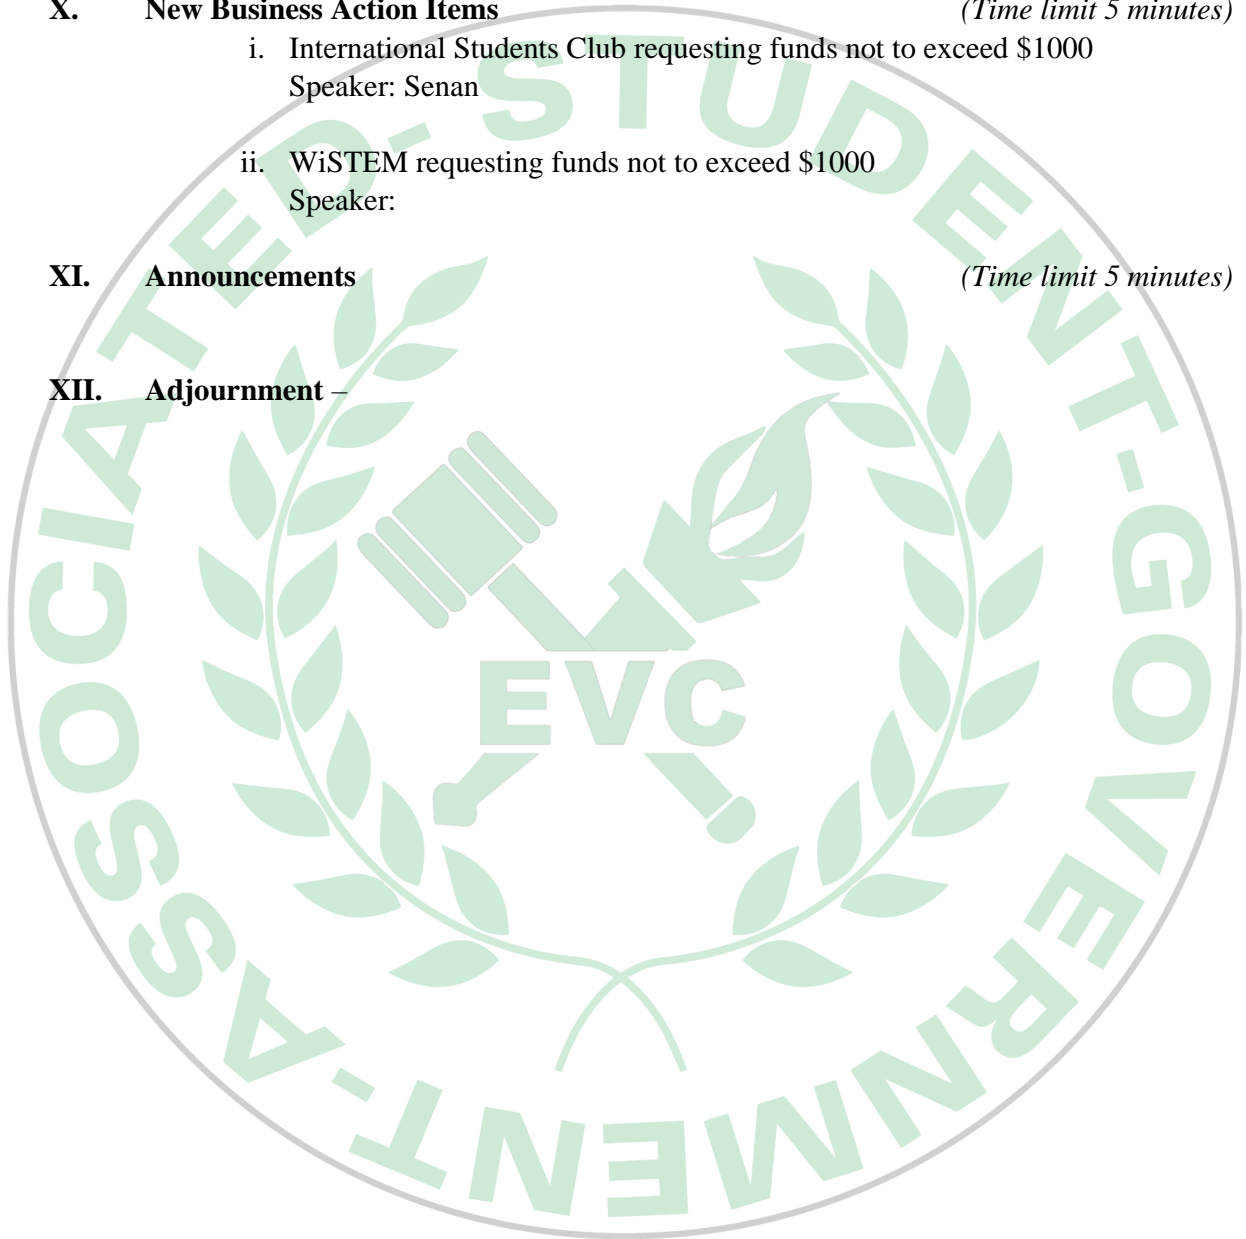 X. New Business Action Items (Time limit 5 minutes)
i. International Students Club requesting funds not to exceed $1000
Speaker: Senan
ii. WiSTEM requesting funds not to exceed $1000
Speaker:
XI. Announcements (Time limit 5 minutes)
XII. Adjournment –
ASSOCIATED- STUDENT-GOVERNMENT-
EVC